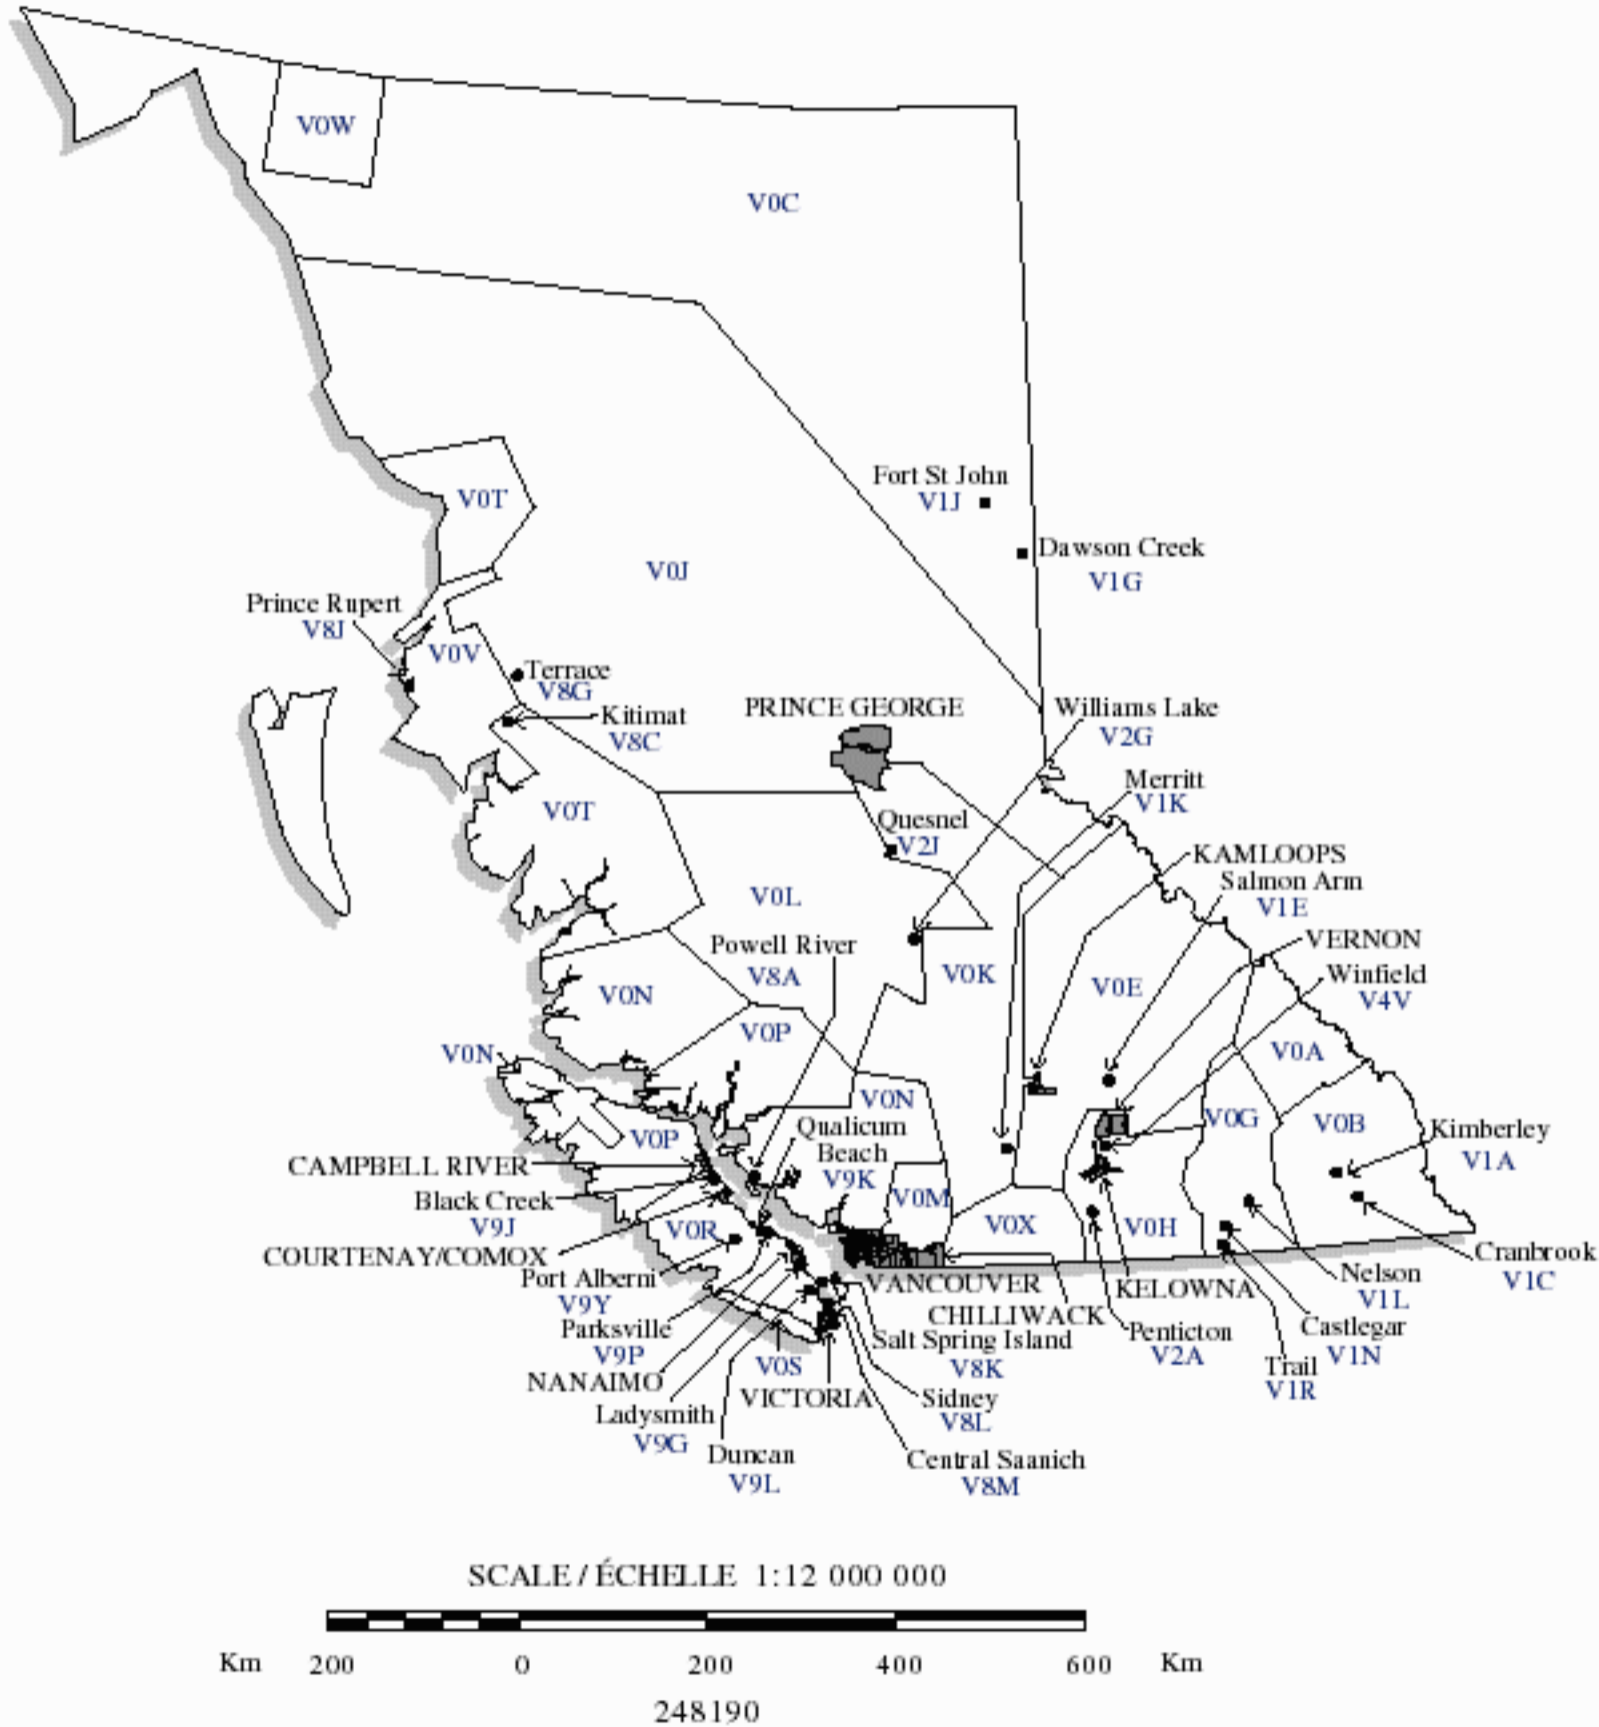 V0W
V0C
Fort St John
V1J
V0T
Dawson Creek
V1G
V0J
Prince Rupert
V8J
V0V
Terrace
V8G
PRINCE GEORGE
Williams Lake
V2G
Kitimat
V8C
Merritt
V1K
V0T
Quesnel
V2J
KAMLOOPS
Salmon Arm
V1E
V0L
Powell River
V8A
VERNON
V0K
V0E
Winfield
V4V
V0N
V0P
V0N
V0A
V0N
V0G
V0B
Qualicum
Beach
V9K
V0P
Kimberley
V1A
CAMPBELL RIVER
Black Creek
V9J
V0M
V0R
V0X
V0H
COURTENAY/COMOX
Cranbrook
V1C
Port Alberni
V9Y
VANCOUVER
KELOWNA
Nelson
V1L
CHILLIWACK
Parksville
V9P
Salt Spring Island
V8K
Penticton
V2A
Castlegar
V1N
V0S
Trail
V1R
NANAIMO
VICTORIA
Sidney
V8L
Ladysmith
V9G
Duncan
V9L
Central Saanich
V8M
SCALE / ÉCHELLE 1:12 000 000
Km 200 0 200 400 600 Km
248190